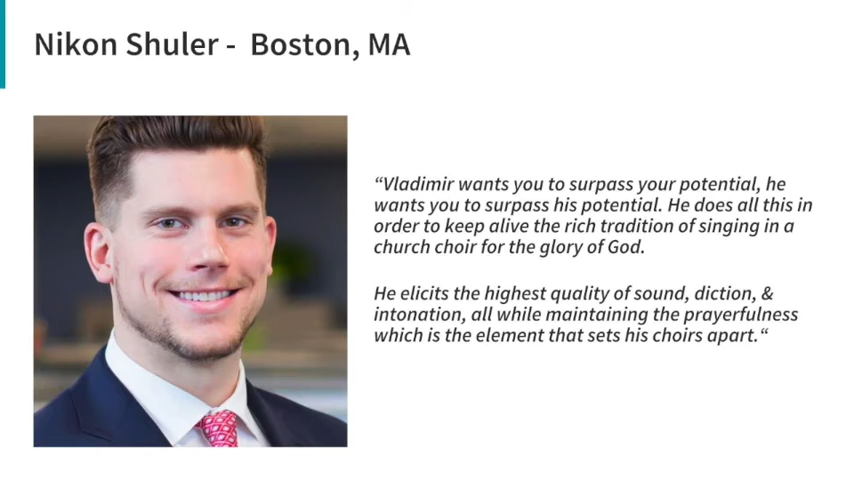 Nikon Shuler - Boston, MA
“Vladimir wants you to surpass your potential, he
wants you to surpass his potential. He does all this in
order to keep alive the rich tradition of singing in a
church choir for the glory of God.
He elicits the highest quality of sound, diction, &
intonation, all while maintaining the prayerfulness
which is the element that sets his choirs apart.“